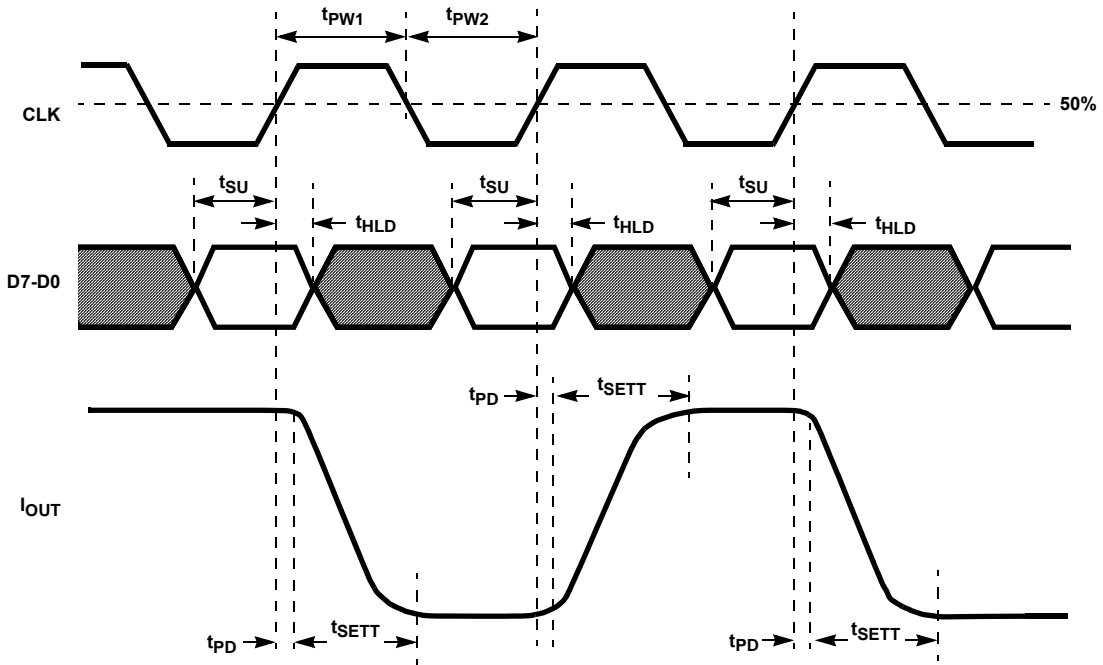 tPW1 tPW2
CLK
50%
tSU tSU tSU
tHLD tHLD tHLD
D7-D0
tPD tSETT
IOUT
tPD tSETT tPD tSETT